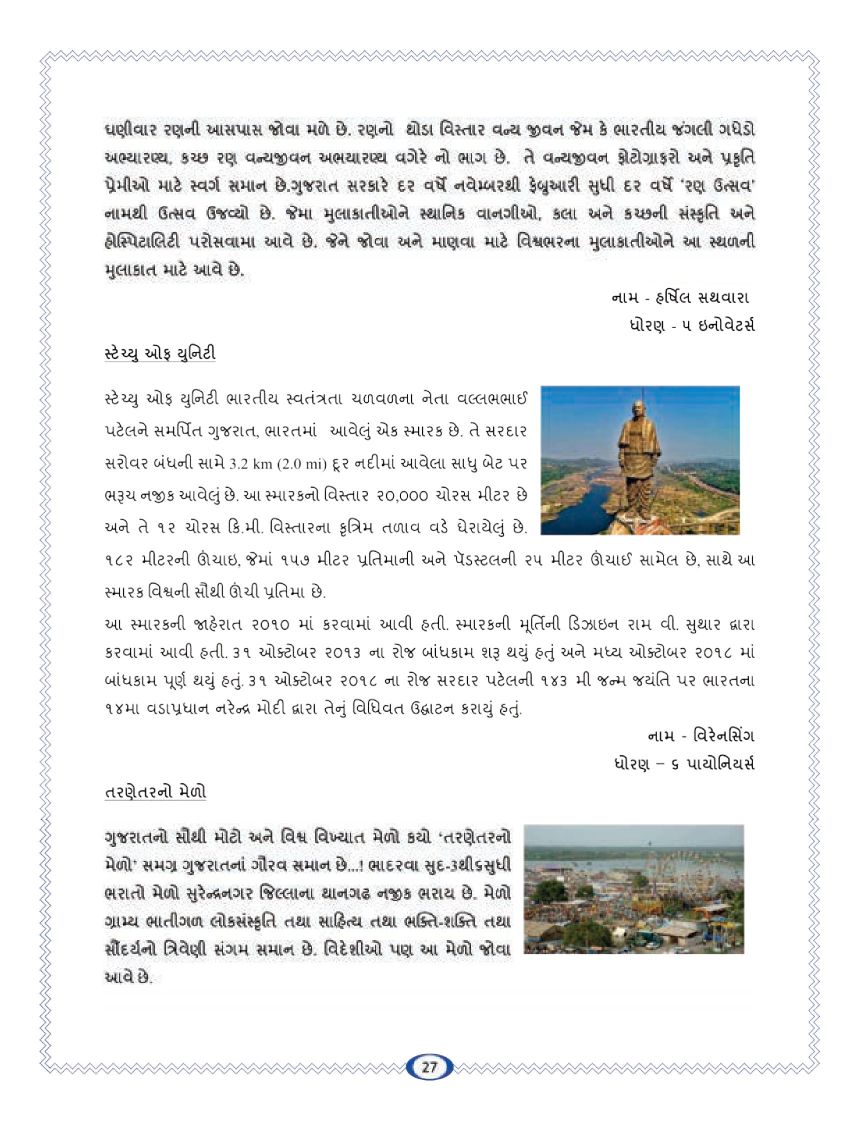 ઘણીવાર રણની આસપાસ જોવા મળે છે. રણનો થોડા વિસ્તાર વન્ય જીવન જેમ કે ભારતીય જંગલી ગધેડો
અભ્યારણ્ય, કચ્છ રણ વન્યજીવન અભયારણ્ય વગેરે નો ભાગ છે. તે વન્યજીવન ફોટોગ્રાફરો અને પ્રકૃતિ
પ્રેમીઓ માટે સ્વર્ગ સમાન છે.ગુજરાત સરકારે દર વર્ષે નવેમ્બરથી ફેબ્રુઆરી સુધી દર વર્ષે ‘રણ ઉત્સવ'
નામથી ઉત્સવ ઉજવ્યો છે. જેમા મુલાકાતીઓને સ્થાનિક વાનગીઓ, કલા અને કચ્છની સંસ્કૃતિ અને
હોસ્પિટાલિટી પરોસવામા આવે છે. જેને જોવા અને માણવા માટે વિશ્વભરના મુલાકાતીઓને આ સ્થળની
મુલાકાત માટે આવે છે.
નામ - હર્ષિલ સથવારા
ધોરણ - ૫ ઇનોવેટર્સ
સ્ટેચ્યુ ઓફ યુનિટી
સ્ટેચ્યુ ઓફ યુનિટી ભારતીય સ્વતંત્રતા ચળવળના નેતા વલ્લભભાઈ
પટેલને સમર્પિત ગુજરાત, ભારતમાં આવેલું એક સ્મારક છે. તે સરદાર
સરોવર બંધની સામે 3.2 km (2.0 mi) દૂર નદીમાં આવેલા સાધુ બેટ પર
ભરૂચ નજીક આવેલું છે. આ સ્મારકનો વિસ્તાર ૨૦,૦૦૦ ચોરસ મીટર છે
અને તે ૧૨ ચોરસ કિ.મી. વિસ્તારના કૃત્રિમ તળાવ વડે ઘેરાયેલું છે.
૧૮૨ મીટરની ઊંચાઇ, જેમાં ૧૫૭ મીટર પ્રતિમાની અને પૅડસ્ટલની ૨૫ મીટર ઊંચાઈ સામેલ છે, સાથે આ
સ્મારક વિશ્વની સૌથી ઊંચી પ્રતિમા છે.
આ સ્મારકની જાહેરાત ૨૦૧૦ માં કરવામાં આવી હતી. સ્મારકની મૂર્તિની ડિઝાઇન રામ વી. સુથાર દ્વારા
કરવામાં આવી હતી. ૩૧ ઓક્ટોબર ૨૦૧૩ ના રોજ બાંધકામ શરૂ થયું હતું અને મધ્ય ઓક્ટોબર ૨૦૧૮ માં
બાંધકામ પૂર્ણ થયું હતું. ૩૧ ઓક્ટોબર ૨૦૧૮ ના રોજ સરદાર પટેલની ૧૪૩ મી જન્મ જયંતિ પર ભારતના
૧૪મા વડાપ્રધાન નરેન્દ્ર મોદી દ્વારા તેનું વિધિવત ઉદ્ઘાટન કરાયું હતું.
નામ - વિરેનસિંગ
ધોરણ – ૬ પાયોનિયર્સ
તરણેતરનો મેળો
ગુજરાતનો સૌથી મોટો અને વિશ્વ વિખ્યાત મેળો કયો ‘તરણેતરનો
મેળો’ સમગ્ર ગુજરાતનાં ગૌરવ સમાન છે...! ભાદરવા સુદ-3થી૬સુધી
ભરાતો મેળો સુરેન્દ્રનગર જિલ્લાના થાનગઢ નજીક ભરાય છે. મેળો
ગ્રામ્ય ભાતીગળ લોકસંસ્કૃતિ તથા સાહિત્ય તથા ભક્તિ-શક્તિ તથા
સૌંદર્યનો ત્રિવેણી સંગમ સમાન છે. વિદેશીઓ પણ આ મેળો જોવા
આવે છે.
27